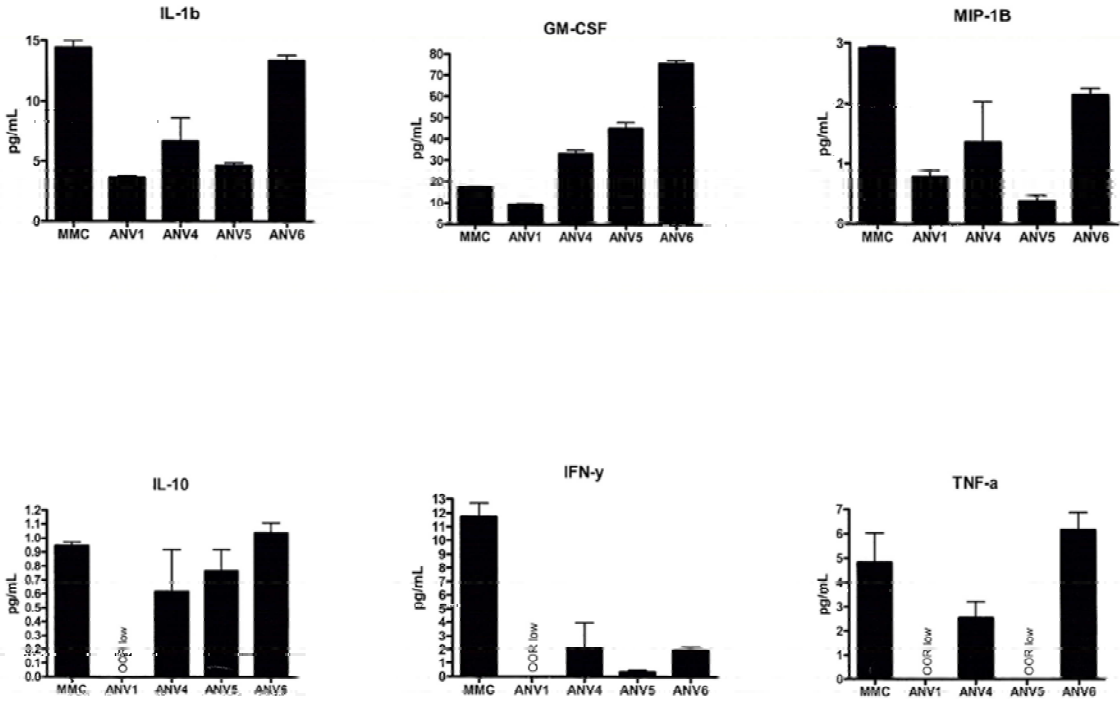 IL-1b
GM-CSF
MIP-1B
pg/mL
15
10
5
0
MMC ANV1 ANV4 ANV5 ANV6
pg/mL
80
70
60
50
40
30
20
10
0
MMC ANV1 ANV4 ANV5 ANV6
pg/mL
3
2
1
0
MMC ANV1 ANV4 ANV5 ANV6
IL-10
IFN-y
TNF-a
pg/mL
1.2
1.1
1.0
0.9
0.8
0.7
0.6
0.5
0.4
0.3
0.2
0.1
0.0
OOR low
MMC ANV1 ANV4 ANV5 ANV5
pg/mL
13
12
11
10
9
8
7
6
5
4
3
2
1
0
OOR low
MMC ANV1 ANV4 ANV5 ANV6
pg/mL
7
6
5
4
3
2
1
0
OOR low
OOR low
MMC ANV1 ANV4 ANV5 ANV6